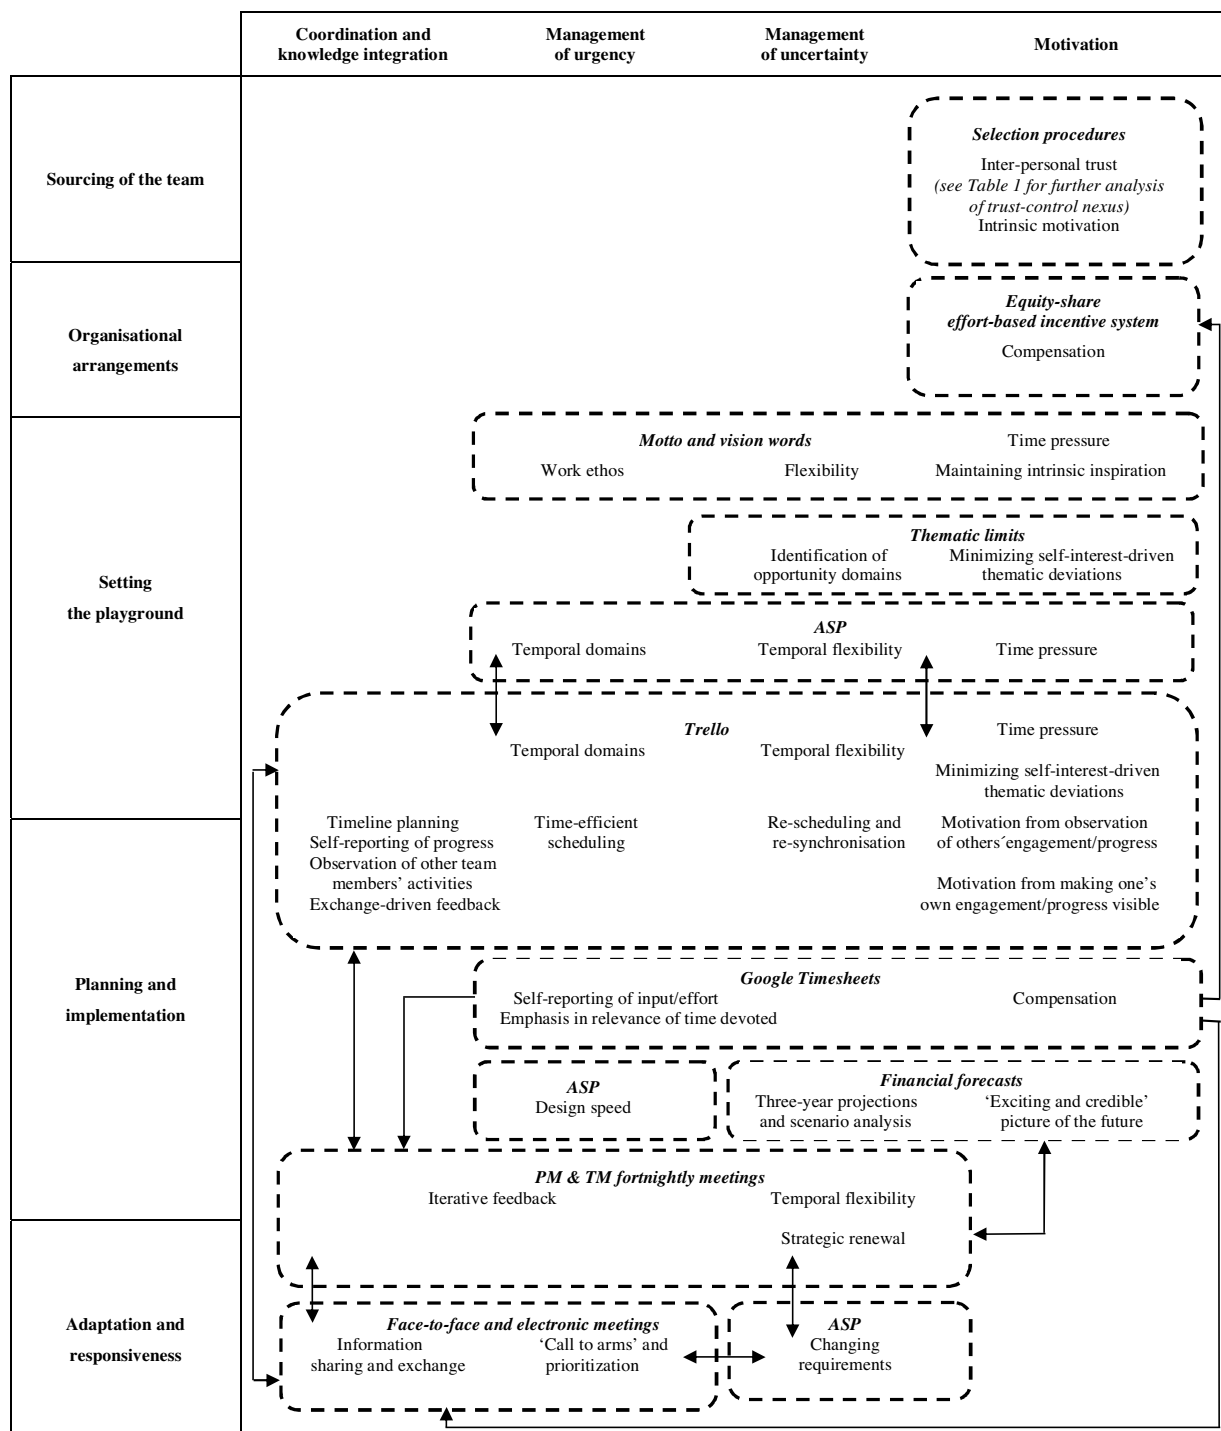 Coordination and
knowledge integration
Management
of urgency
Management
of uncertainty
Motivation
Sourcing of the team
Selection procedures
Inter-personal trust
(see Table 1 for further analysis
of trust-control nexus)
Intrinsic motivation
Organisational
arrangements
Equity-share
effort-based incentive system
Compensation
Setting
the playground
Motto and vision words
Time pressure
Work ethos
Flexibility
Maintaining intrinsic inspiration
Thematic limits
Identification of
opportunity domains
Minimizing self-interest-driven
thematic deviations
ASP
Temporal domains
Temporal flexibility
Time pressure
Trello
Time pressure
Temporal domains
Temporal flexibility
Minimizing self-interest-driven
thematic deviations
Planning and
implementation
Timeline planning
Self-reporting of progress
Observation of other team
members’ activities
Exchange-driven feedback
Time-efficient
scheduling
Re-scheduling and
re-synchronisation
Motivation from observation
of others´engagement/progress
Motivation from making one’s
own engagement/progress visible
Google Timesheets
Self-reporting of input/effort
Emphasis in relevance of time devoted
Compensation
ASP
Design speed
Financial forecasts
Three-year projections
and scenario analysis
‘Exciting and credible’
picture of the future
PM & TM fortnightly meetings
Iterative feedback
Temporal flexibility
Strategic renewal
Adaptation and
responsiveness
Face-to-face and electronic meetings
Information
sharing and exchange
‘Call to arms’ and
prioritization
ASP
Changing
requirements